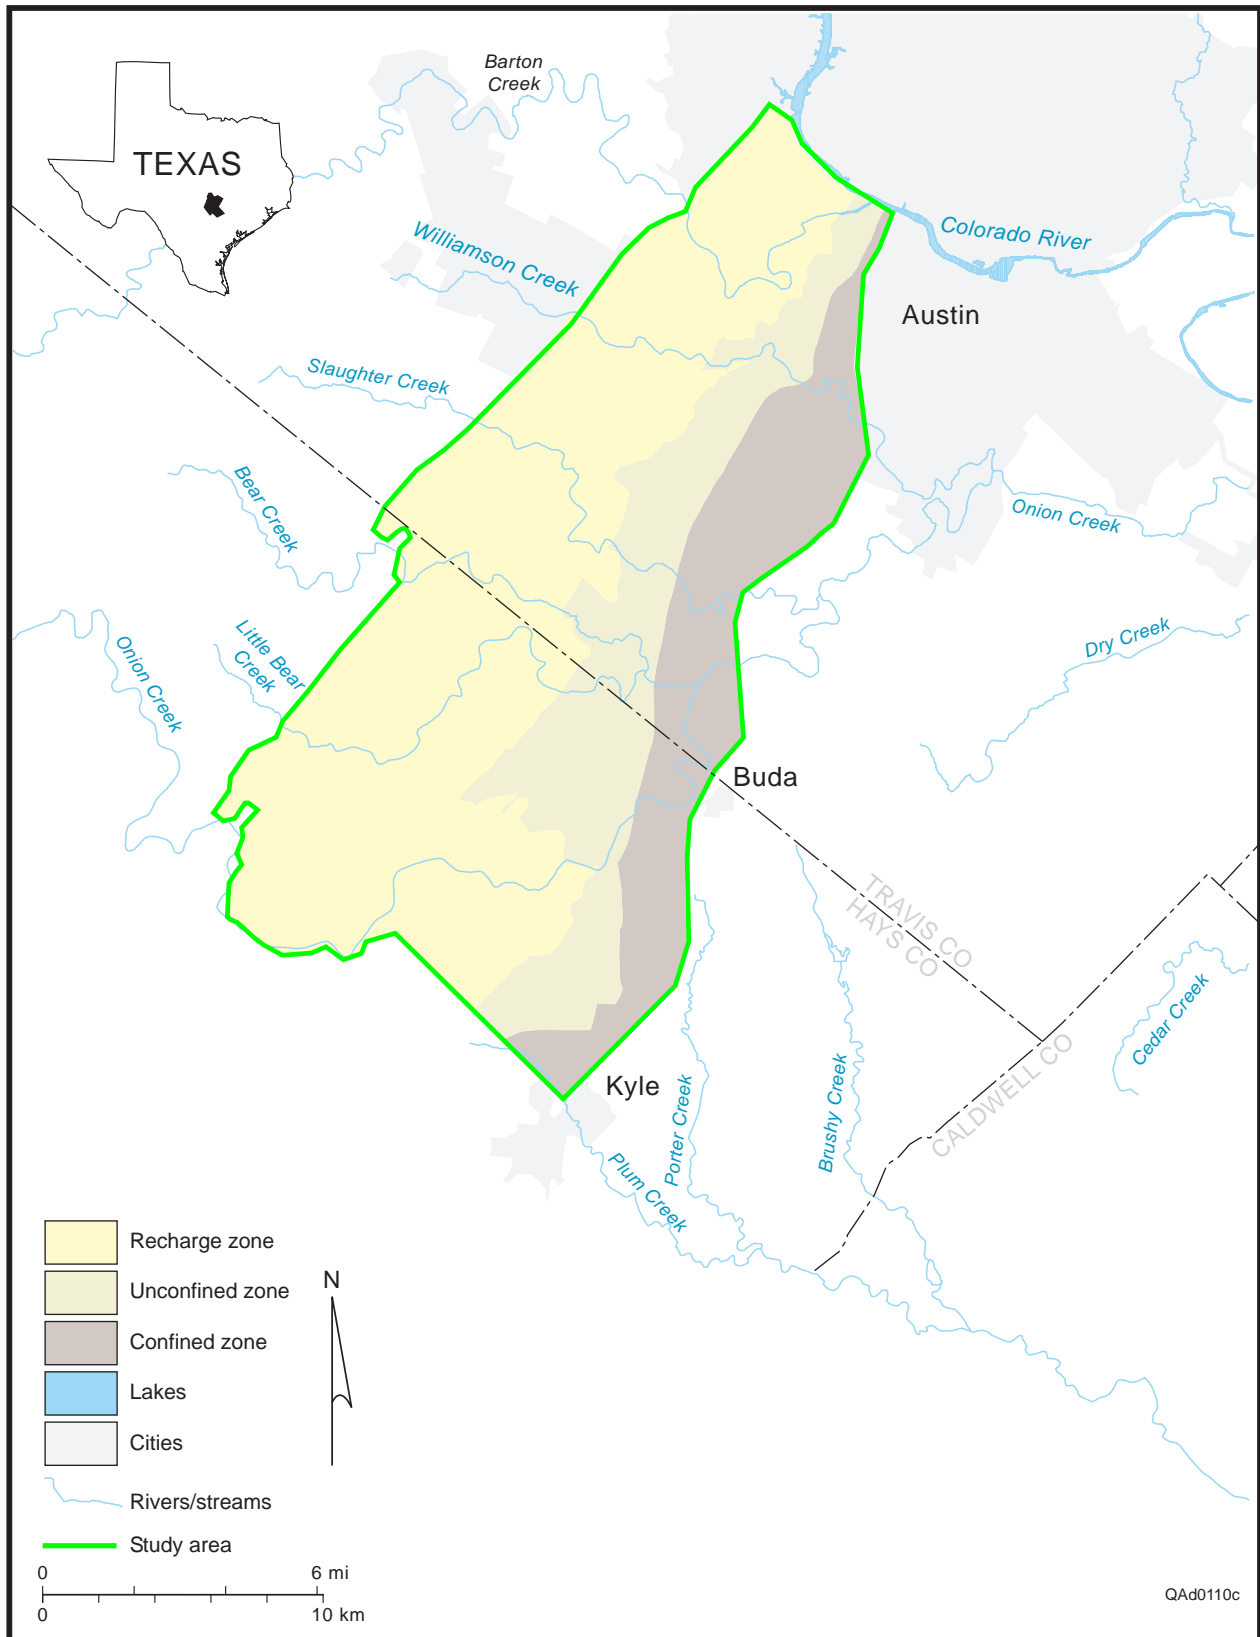 Barton
Creek
TEXAS
Williamson Creek
Colorado River
Austin
Slaughter Creek
Bear Creek
Onion Creek
Little Bear
Creek
Onion Creek
Dry Creek
Buda
TRAVIS CO
HAYS CO
Cedar Creek
CALDWELL CO
Kyle
Porter Creek
Brushy Creek
Plum Creek
Recharge zone
Unconfined zone
Confined zone
Lakes
Cities
Rivers/streams
Study area
N
0 6 mi
0 10 km
QAd0110c